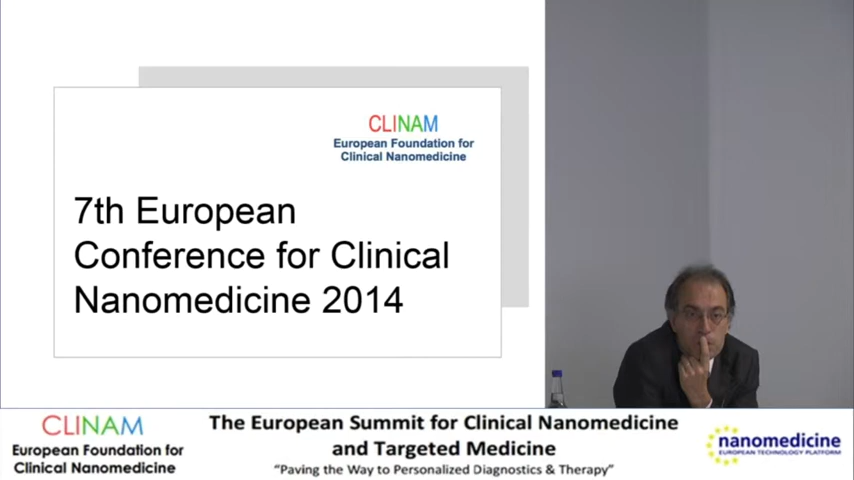 CLINAM
European Foundation for
Clinical Nanomedicine
7th European
Conference for Clinical
Nanomedicine 2014
CLINAM
European Foundation for
Clinical Nanomedicine
The European Summit for Clinical Nanomedicine
and Targeted Medicine
"Paving the Way to Personalized Diagnostics & Therapy"
nanomedicine
EUROPEAN TECHNOLOGY PLATFORM